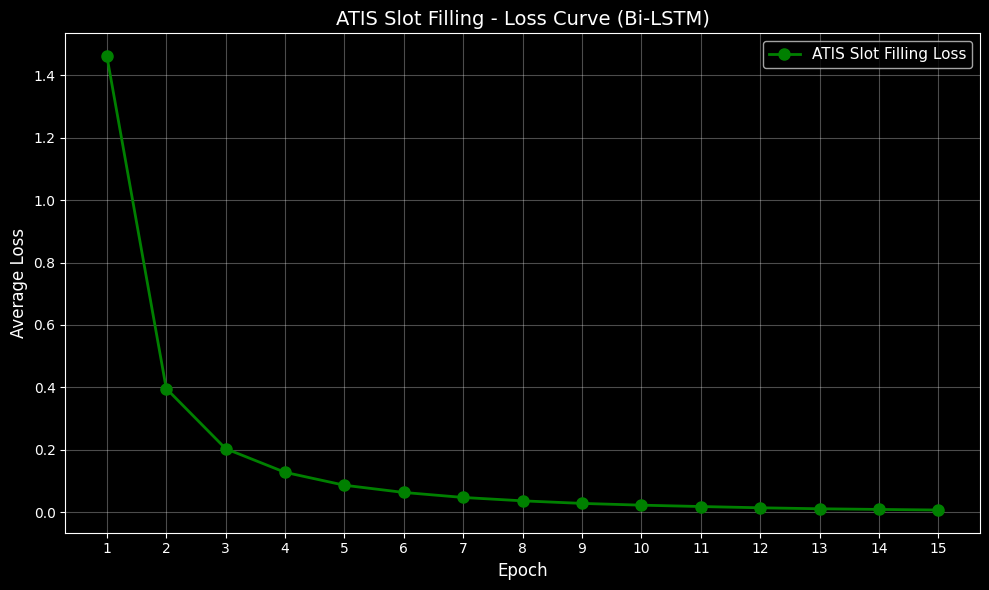 ATIS Slot Filling - Loss Curve (Bi-LSTM)
ATIS Slot Filling Loss
Average Loss
1.4
1.2
1.0
0.8
0.6
0.4
0.2
0.0
1 2 3 4 5 6 7 8 9 10 11 12 13 14 15
Epoch